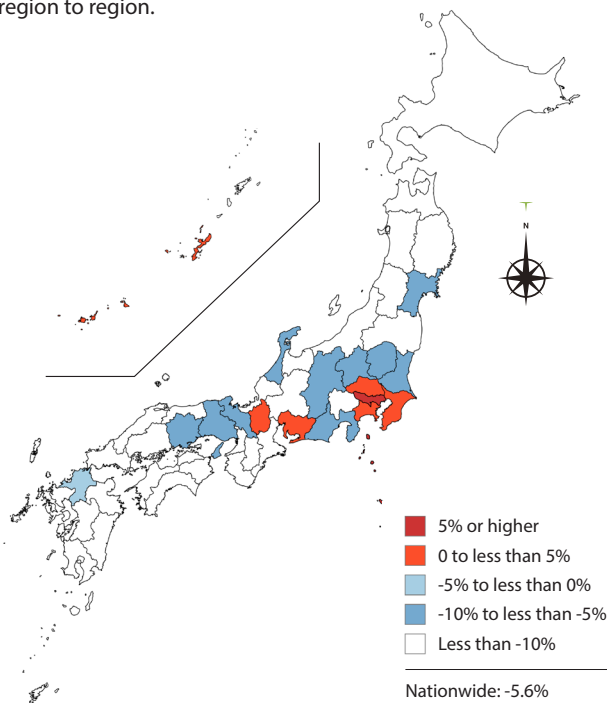 region to region.
N
5% or higher
0 to less than 5%
-5% to less than 0%
-10% to less than -5%
Less than -10%
Nationwide: -5.6%